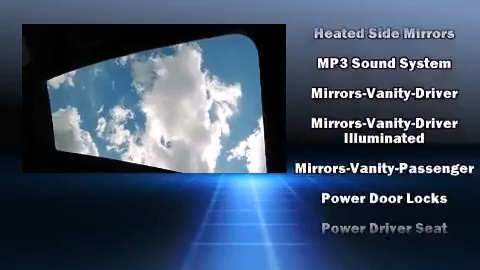 Heated Side Mirrors
MP3 Sound System
Mirrors-Vanity-Driver
Mirrors-Vanity-Driver
Illuminated
Mirrors-Vanity-Passenger
Power Door Locks
Power Driver Seat